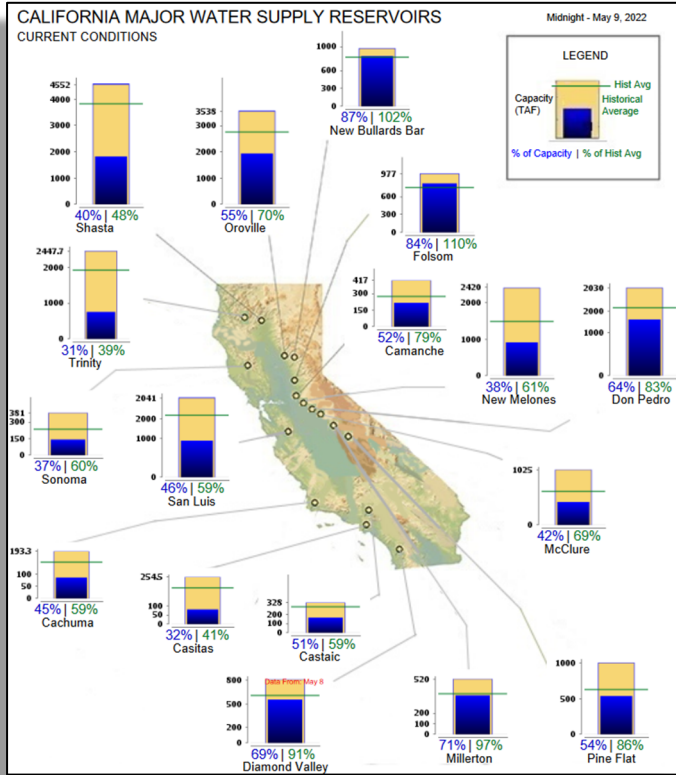 CALIFORNIA MAJOR WATER SUPPLY RESERVOIRS
Midnight - May 9, 2022
CURRENT CONDITIONS
LEGEND
Hist Avg
Capacity
(TAF)
Historical
Average
% of Capacity | % of Hist Avg
4552
4000
3000
2000
1000
0
40% | 48%
Shasta
3538
3000
2000
1000
0
55% | 70%
Oroville
1000
600
300
0
87% | 102%
New Bullards Bar
977
600
300
0
84% | 110%
Folsom
2447.7
2000
1000
0
31% | 39%
Trinity
417
300
150
0
52% | 79%
Camanche
2420
2000
1000
0
38% | 61%
New Melones
2030
1000
0
64% | 83%
Don Pedro
381
300
150
0
37% | 60%
Sonoma
2041
2000
1000
0
46% | 59%
San Luis
1025
0
42% | 69%
McClure
193.3
100
50
0
45% | 59%
Cachuma
254.5
100
50
0
32% | 41%
Casitas
325
200
100
0
51% | 59%
Castaic
800
Data From: May 8
500
200
0
69% | 91%
Diamond Valley
520
200
100
0
71% | 97%
Millerton
1000
500
0
54% | 86%
Pine Flat